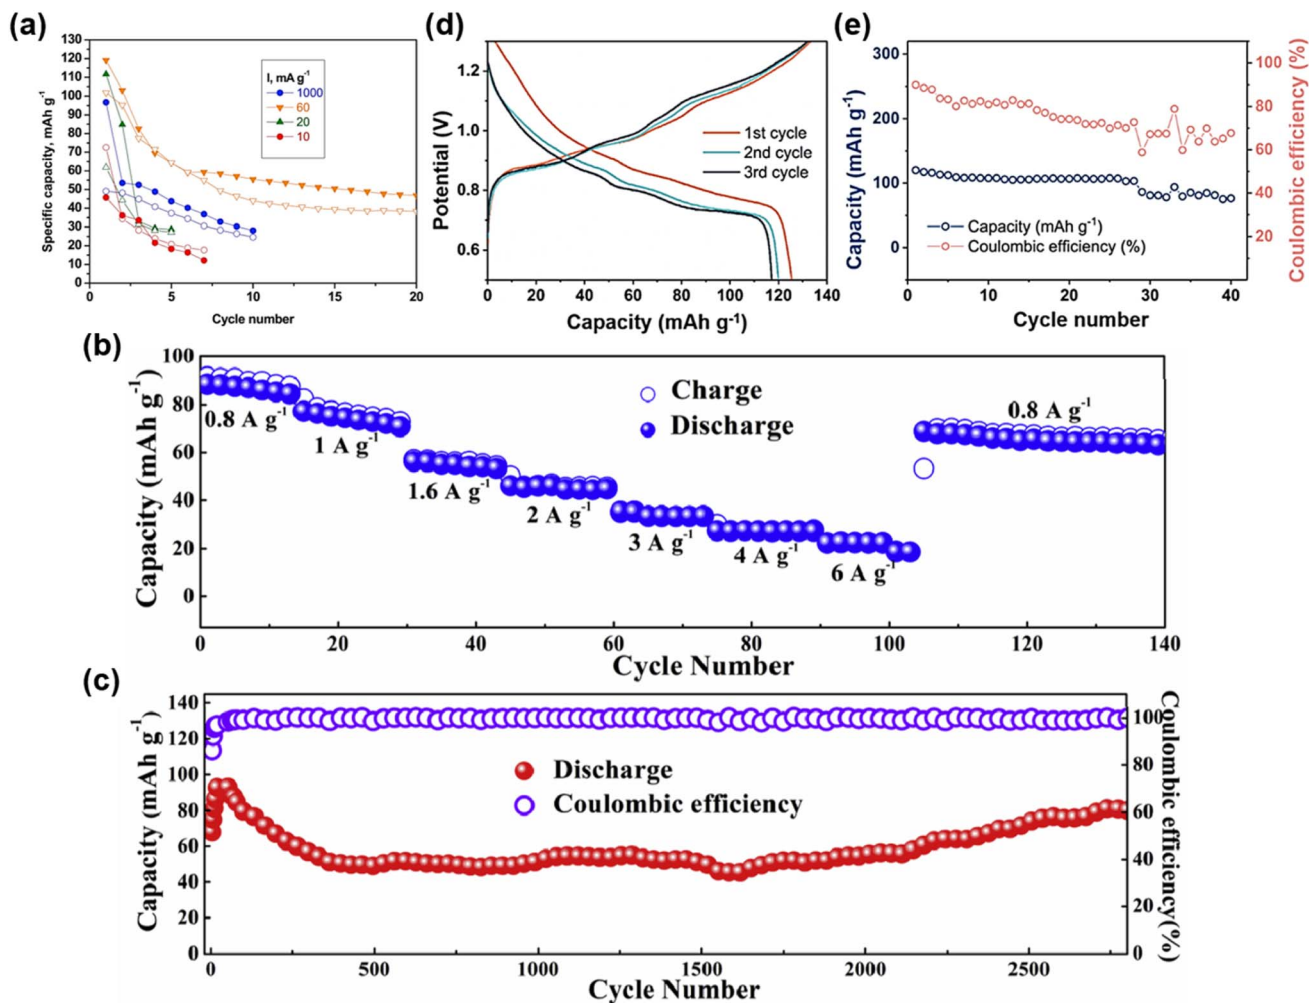 (a)
130
120
110
100
90
80
70
60
50
40
30
20
10
0
Specific capacity, mAh g⁻¹
I, mA g⁻¹
1000
60
20
10
0 5 10 15 20
Cycle number
(d)
1.2
1.0
0.8
0.6
Potential (V)
1st cycle
2nd cycle
3rd cycle
0 20 40 60 80 100 120 140
Capacity (mAh g⁻¹)
(e)
300
200
100
0
Capacity (mAh g⁻¹)
Capacity (mAh g⁻¹)
Coulombic efficiency (%)
100
80
60
40
20
Coulombic efficiency (%)
0 10 20 30 40
Cycle number
(b)
100
80
60
40
20
0
Capacity (mAh g⁻¹)
Charge
Discharge
0.8 A g⁻¹
1 A g⁻¹
1.6 A g⁻¹
2 A g⁻¹
3 A g⁻¹
4 A g⁻¹
6 A g⁻¹
0.8 A g⁻¹
0 20 40 60 80 100 120 140
Cycle Number
(c)
140
120
100
80
60
40
20
0
Capacity (mAh g⁻¹)
Discharge
Coulombic efficiency
100
80
60
40
20
0
Coulombic efficiency(%)
0 500 1000 1500 2000 2500
Cycle Number